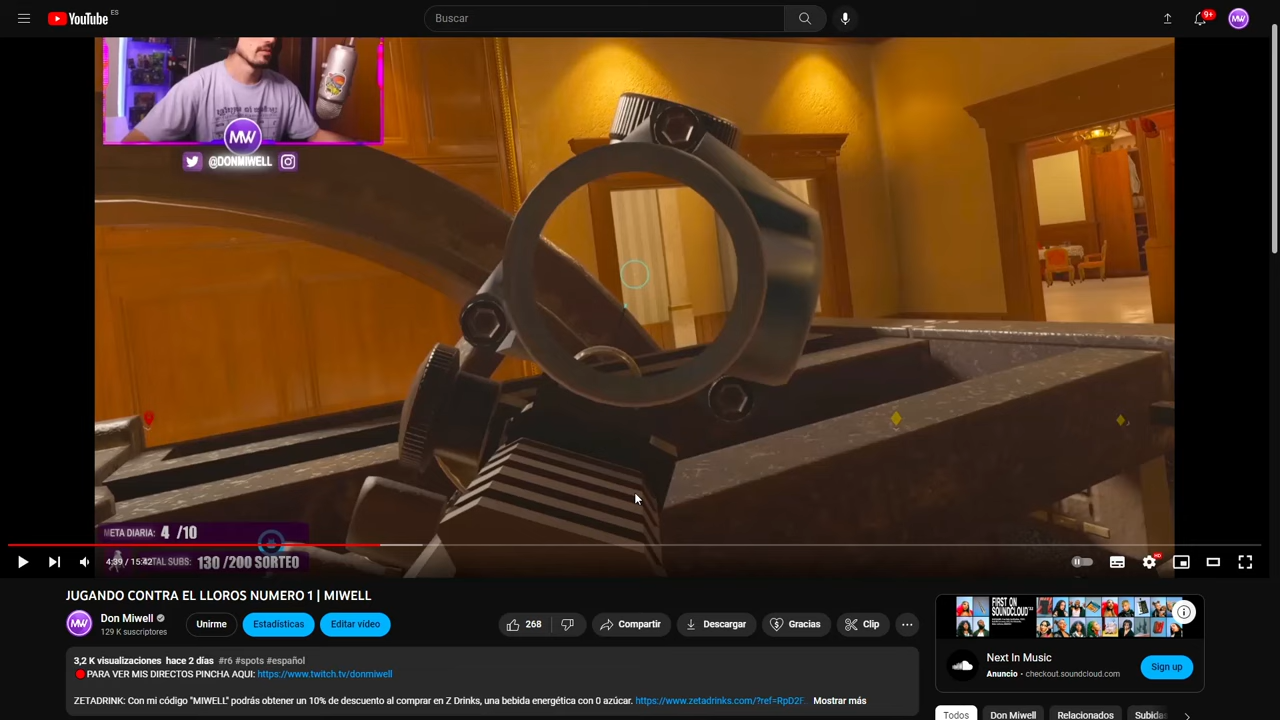 YouTube ES
Buscar
9+
MW
MW
@DONMIWELL
META DIARIA: 4 /10
TAL SUBS: 130 /200 SORTEO
4:39 / 15:42
HD
JUGANDO CONTRA EL LLOROS NUMERO 1 | MIWELL
MW
Don Miwell
129 K suscriptores
Unirme
Estadísticas
Editar vídeo
268
Compartir
Descargar
Gracias
Clip
3,2 K visualizaciones hace 2 días #r6 #spots #español
PARA VER MIS DIRECTOS PINCHA AQUI: https://www.twitch.tv/donmiwell
ZETADRINK: Con mi código "MIWELL" podrás obtener un 10% de descuento al comprar en Z Drinks, una bebida energética con 0 azúcar. https://www.zetadrinks.com/?ref=RpD2F... Mostrar más
FIRST ON
SOUNDCLOUD
Next In Music
Anuncio • checkout.soundcloud.com
Sign up
Todos
Don Miwell
Relacionados
Subidas